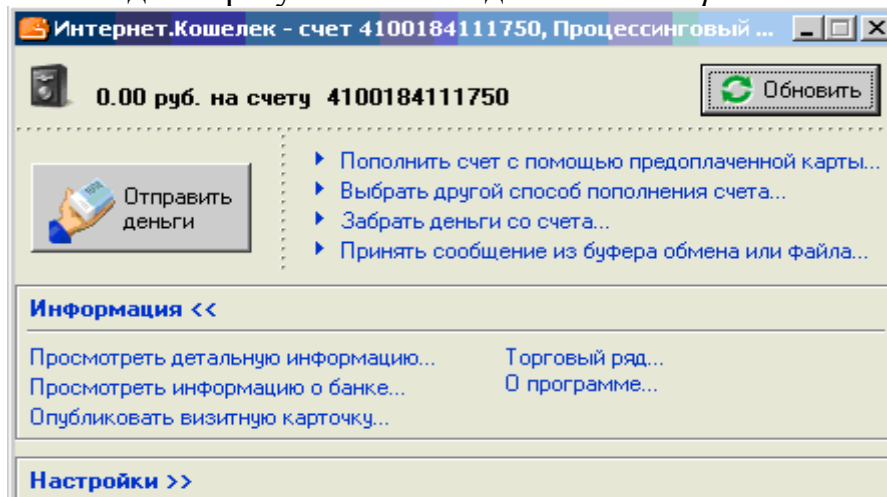 Интернет.Кошелек - счет 4100184111750, Процессинговый ...
0.00 руб. на счету 4100184111750
Обновить
Отправить
деньги
Пополнить счет с помощью предоплаченной карты...
Выбрать другой способ пополнения счета...
Забрать деньги со счета...
Принять сообщение из буфера обмена или файла...
Информация <<
Просмотреть детальную информацию...
Просмотреть информацию о банке...
Опубликовать визитную карточку...
Торговый ряд...
О программе...
Настройки >>